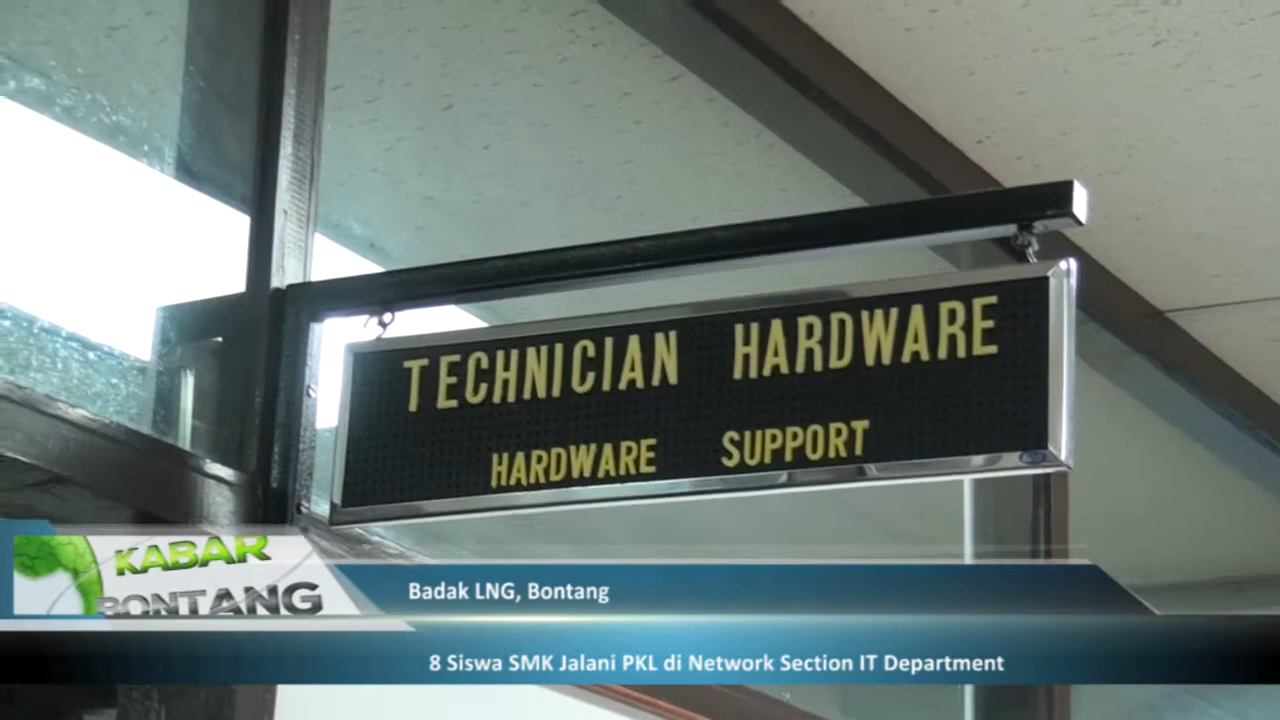 TECHNICIAN HARDWARE
HARDWARE SUPPORT
KABAR
BONTANG
Badak LNG, Bontang
8 Siswa SMK Jalani PKL di Network Section IT Department